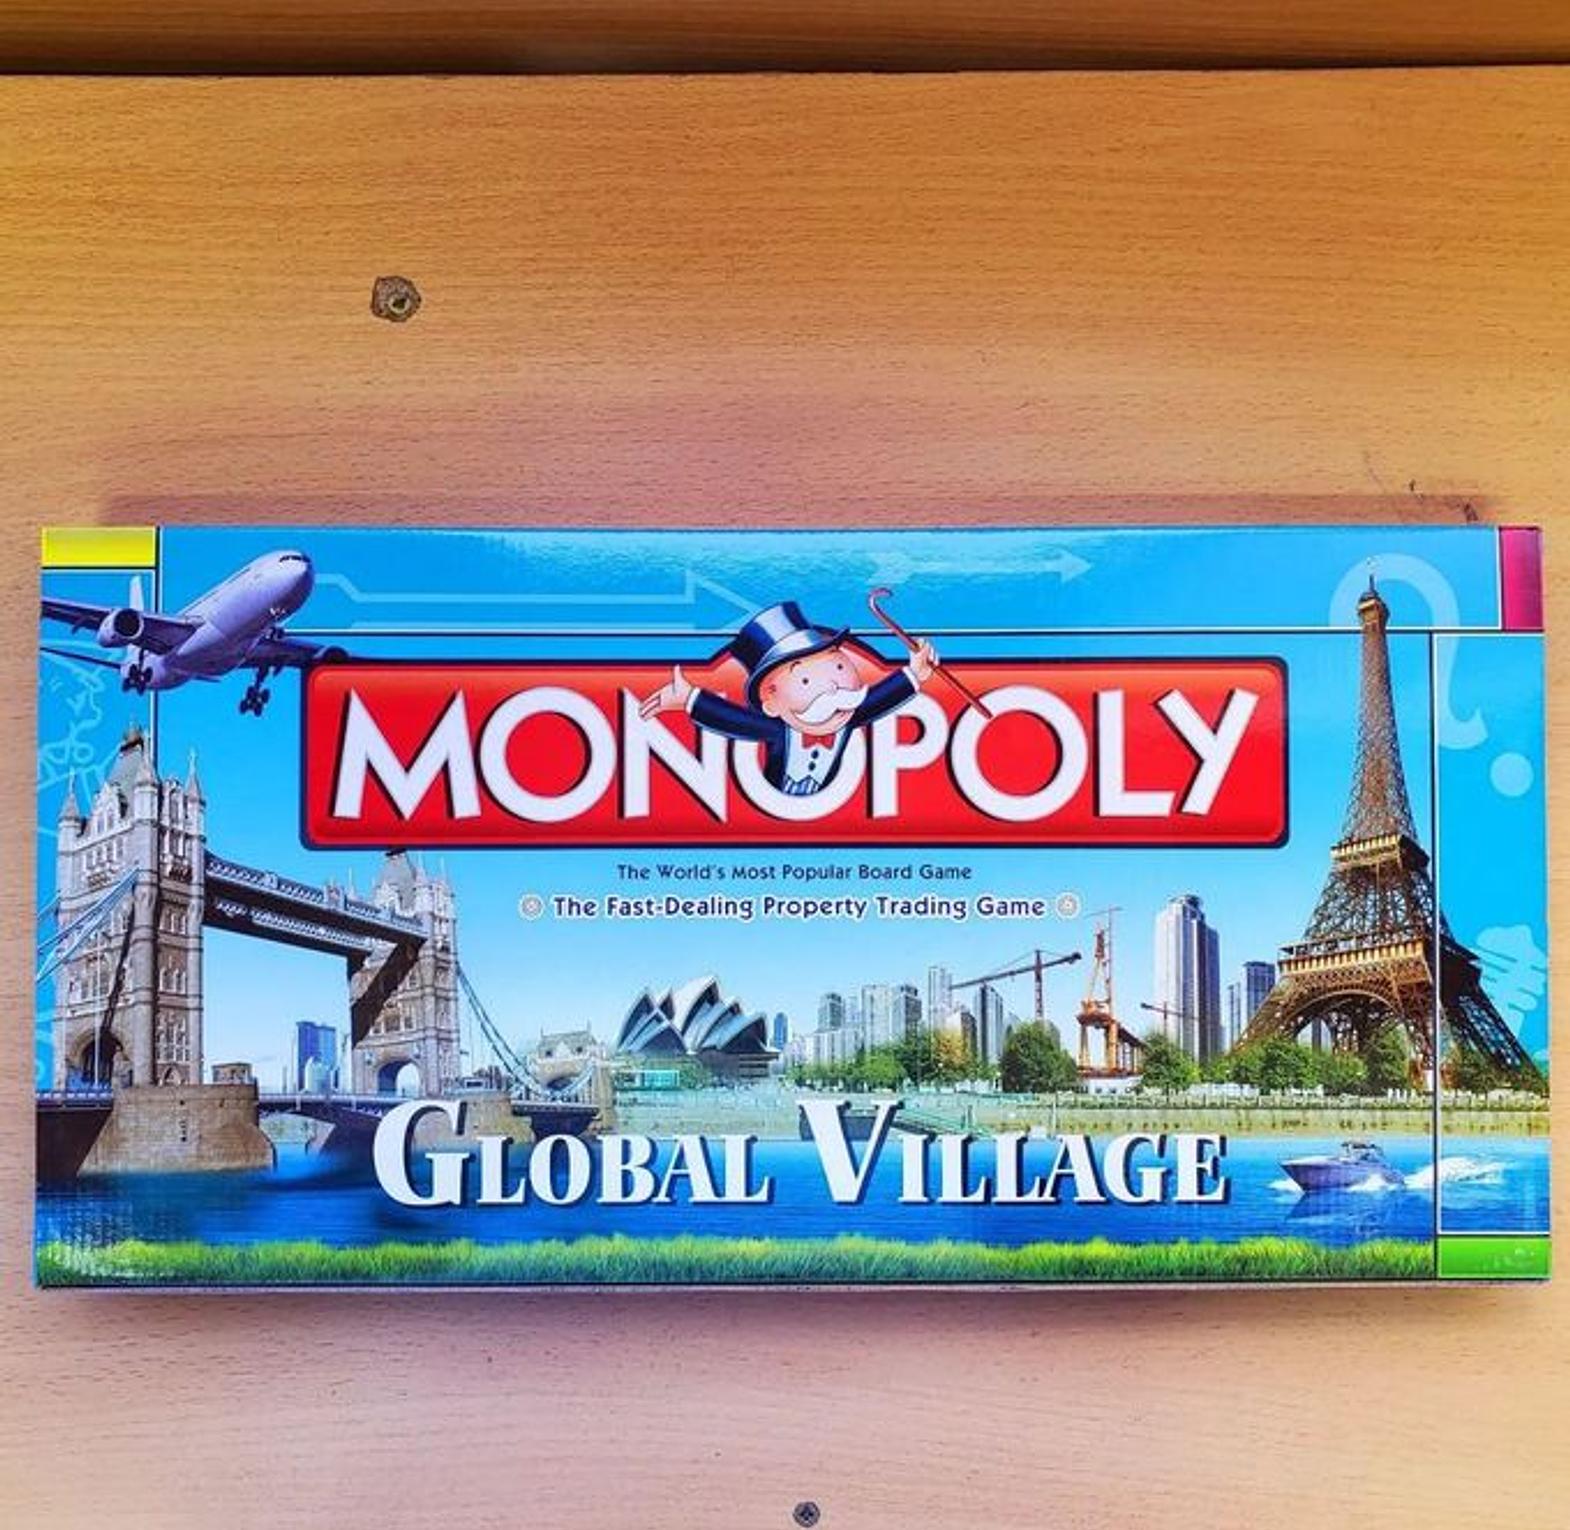 MONOPOLY
The World's Most Popular Board Game
The Fast-Dealing Property Trading Game
GLOBAL VILLAGE